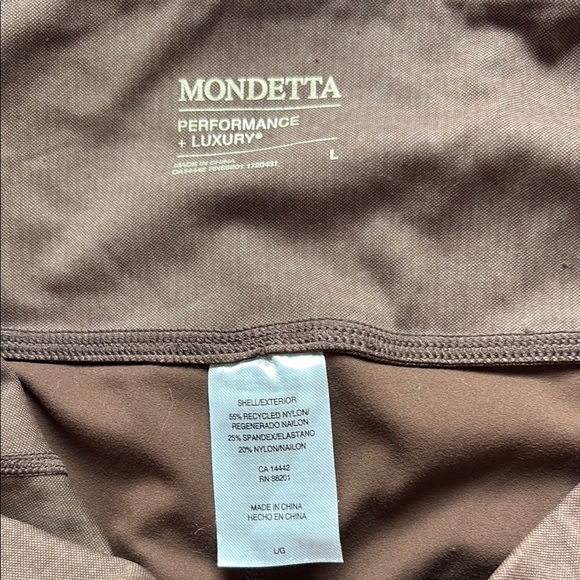 MONDETTA
PERFORMANCE
+ LUXURY®
L
MADE IN CHINA
CA14442 RN98201
SHELL/EXTERIOR
55% RECYCLED NYLON/
REGENERADO NAILON
25% SPANDEX/ELASTANO
20% NYLON/NAILON
CA 14442
RN 98201
MADE IN CHINA
HECHO EN CHINA
L/G